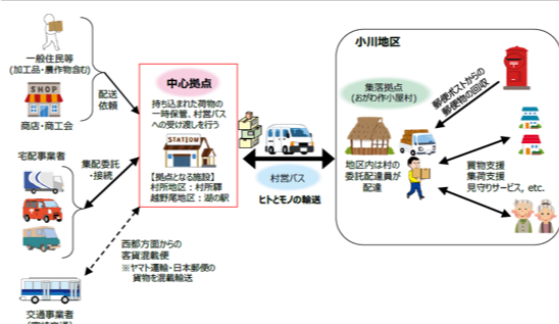 一般住民等
(加工品・農作物含む)
SHOP
商店・商工会
配送
依頼
宅配事業者
集配委託
・接続
中心拠点
持ち込まれた荷物の
一時保管、村営バス
への受け渡しを行う
STATION
【拠点となる施設】
村所地区：村所驛
越野尾地区：湖の駅
西都方面からの
客貨混載便
※ヤマト運輸・日本郵便の
貨物を混載輸送
交通事業者
村営バス
ヒトとモノの輸送
小川地区
集落拠点
(おがわ作小屋村)
郵便ポストからの
郵便物の回収
地区内は村の
委託配達員が
配達
買物支援
集荷支援
見守りサービス, etc.